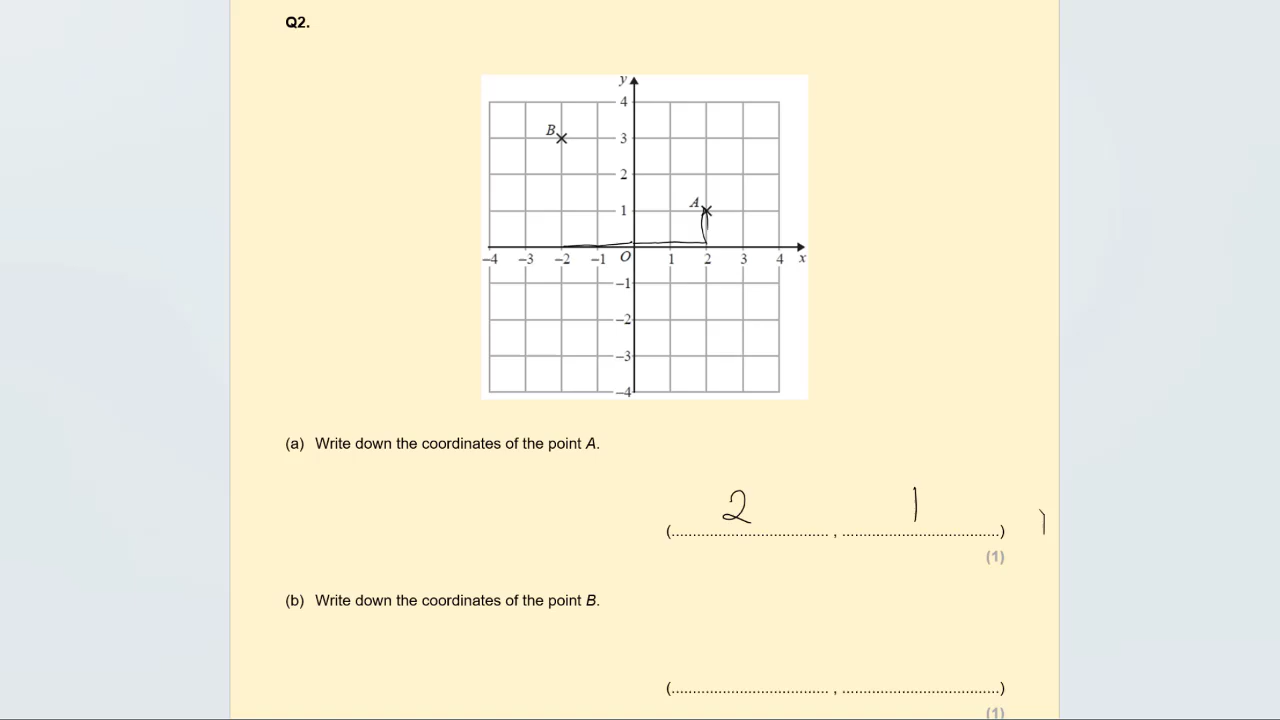 Q2.
y
4
B
3
2
A
1
-4 -3 -2 -1 O 1 2 3 4 x
-1
-2
-3
-4
(a) Write down the coordinates of the point A.
2 1
(...................................... , ......................................)
(1)
(b) Write down the coordinates of the point B.
(...................................... , ......................................)
(1)